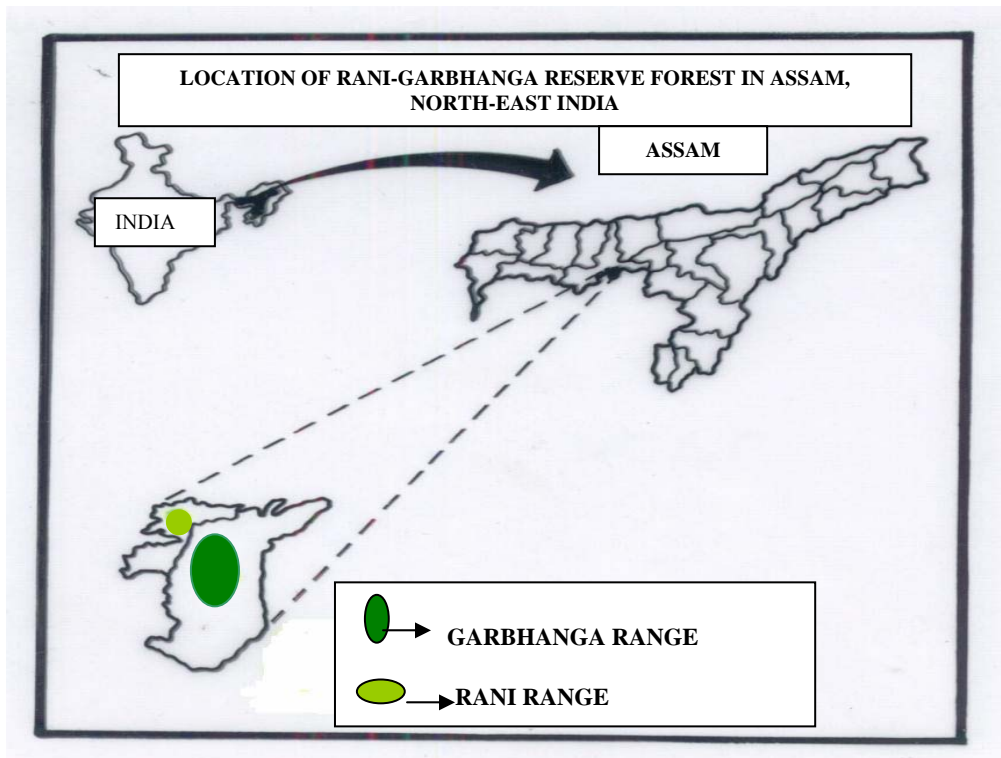 LOCATION OF RANI-GARBHANGA RESERVE FOREST IN ASSAM,
NORTH-EAST INDIA
ASSAM
INDIA
GARBHANGA RANGE
RANI RANGE